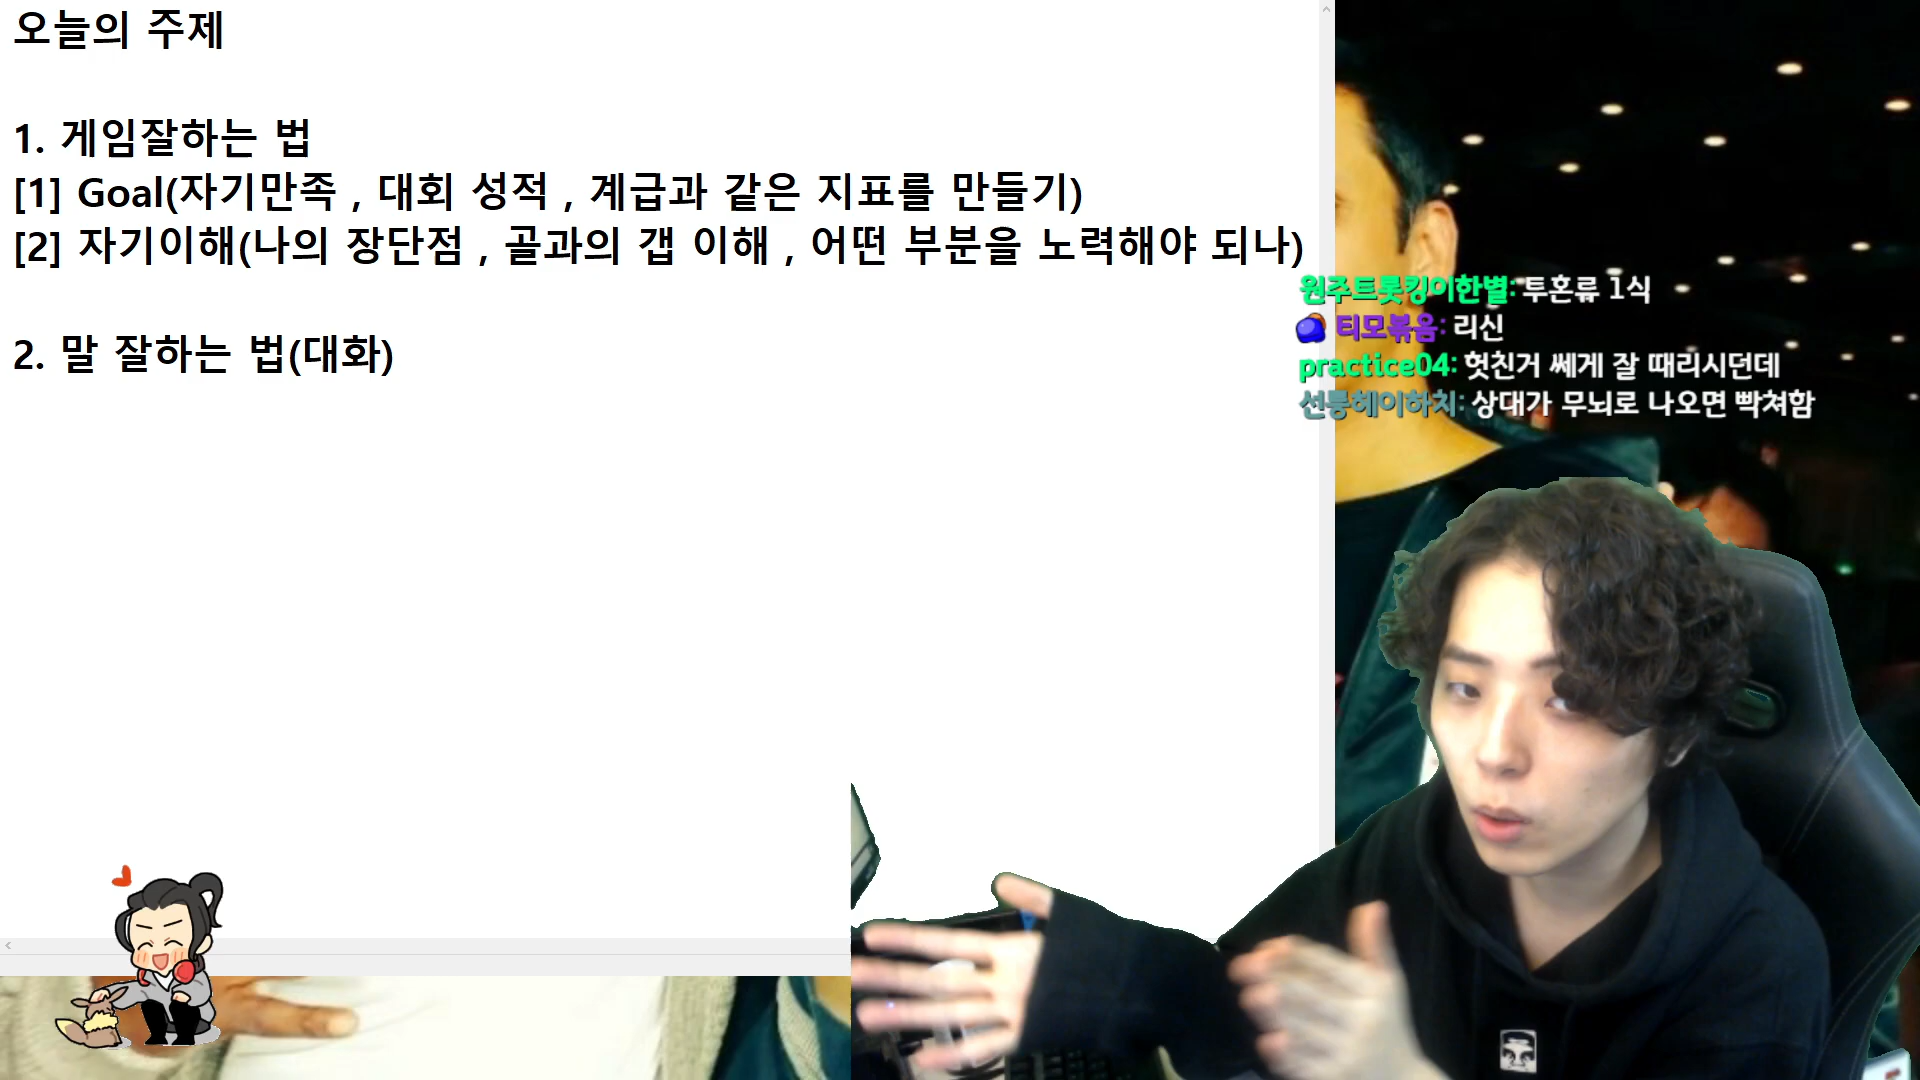 오늘의 주제
1. 게임잘하는 법
[1] Goal(자기만족 , 대회 성적 , 계급과 같은 지표를 만들기)
[2] 자기이해(나의 장단점 , 골과의 갭 이해 , 어떤 부분을 노력해야 되나)
2. 말 잘하는 법(대화)
원주트롯킹이한별: 투혼류 1식
티모볶음: 리신
practice04: 헛친거 쎄게 잘 때리시던데
선릉헤이하치: 상대가 무뇌로 나오면 빡쳐함